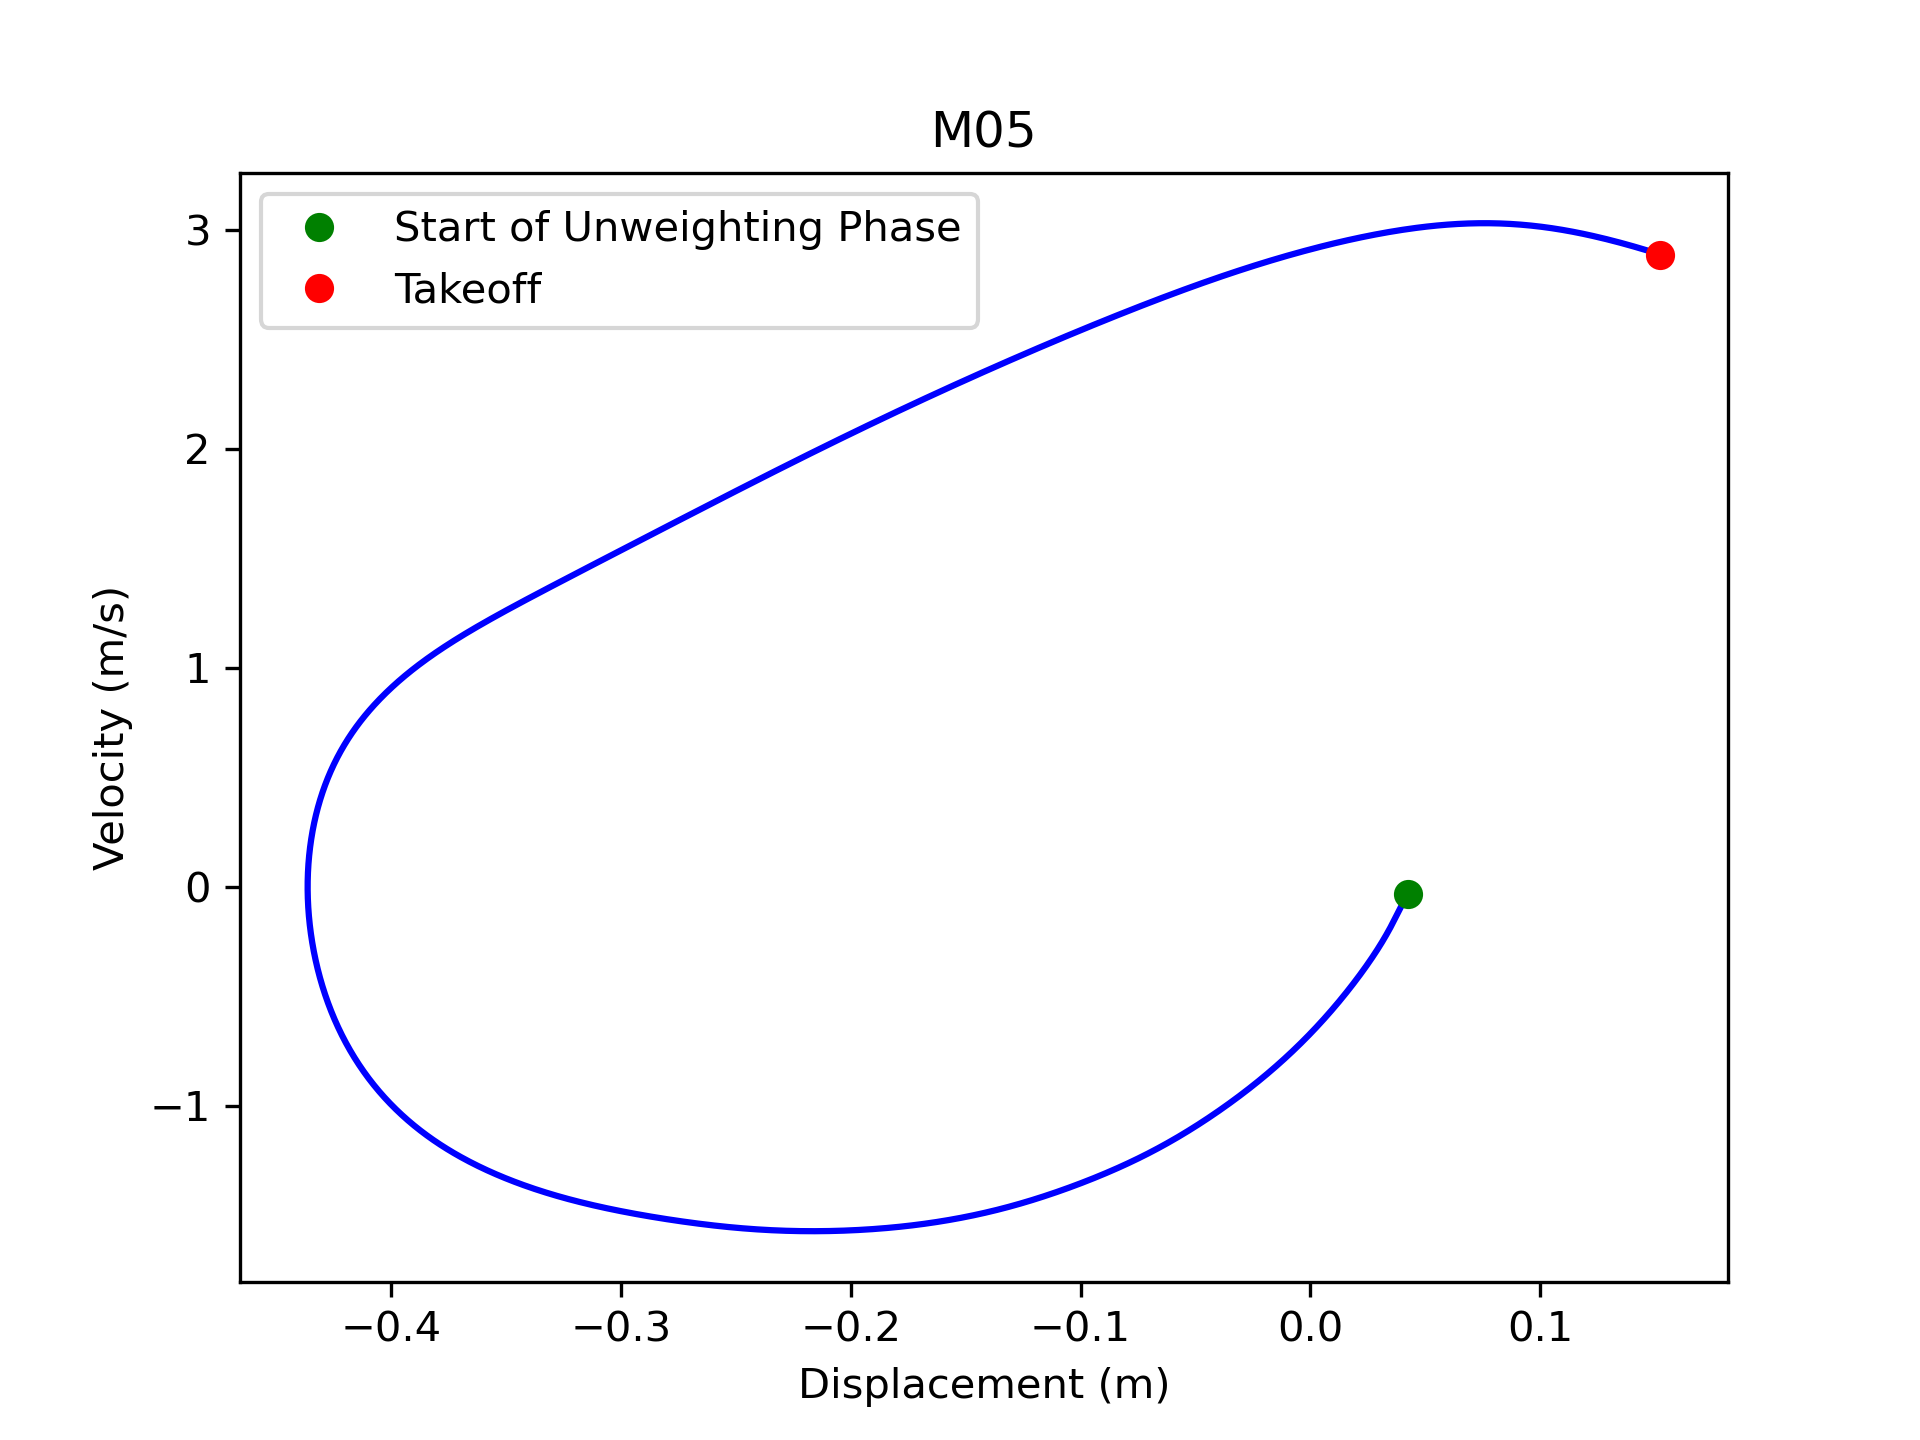 M05
Start of Unweighting Phase
Takeoff
3
2
1
0
−1
Velocity (m/s)
−0.4 −0.3 −0.2 −0.1 0.0 0.1
Displacement (m)